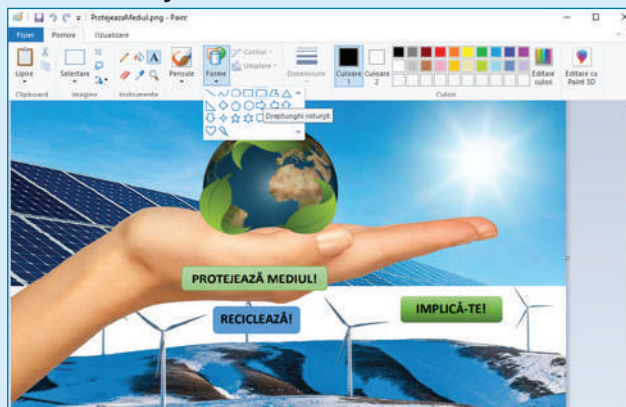 ProtejeazaMediul.png - Paint
Fișier Pornire Vizualizare
Lipire
Selectare
Pensule
Forme
Contur
Umplere
Dimensiune
Culoare 1
Culoare 2
Editare culori
Editare cu Paint 3D
Clipboard Imagine Instrumente Culori
Dreptunghi rotunjit
PROTEJEAZĂ MEDIUL!
RECICLEAZĂ!
IMPLICĂ-TE!